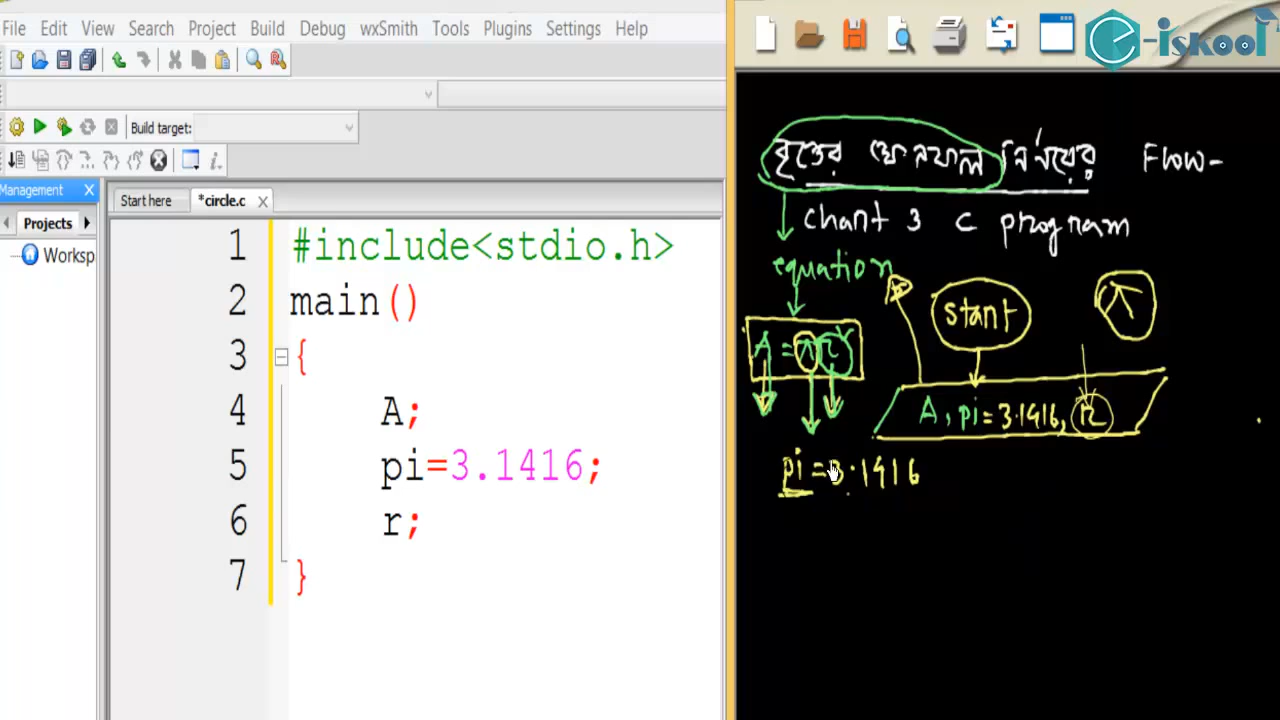 File Edit View Search Project Build Debug wxSmith Tools Plugins Settings Help
Build target:
Management
Projects
Worksp
Start here *circle.c
1 #include<stdio.h>
2 main()
3 {
4 A;
5 pi=3.1416;
6 r;
7 }
e-iskool
বৃত্তের ক্ষেত্রফল নির্ণয়ের Flow-
chart ও C program
equation
start
A = πr²
A, pi = 3.1416, r
pi = 3.1416